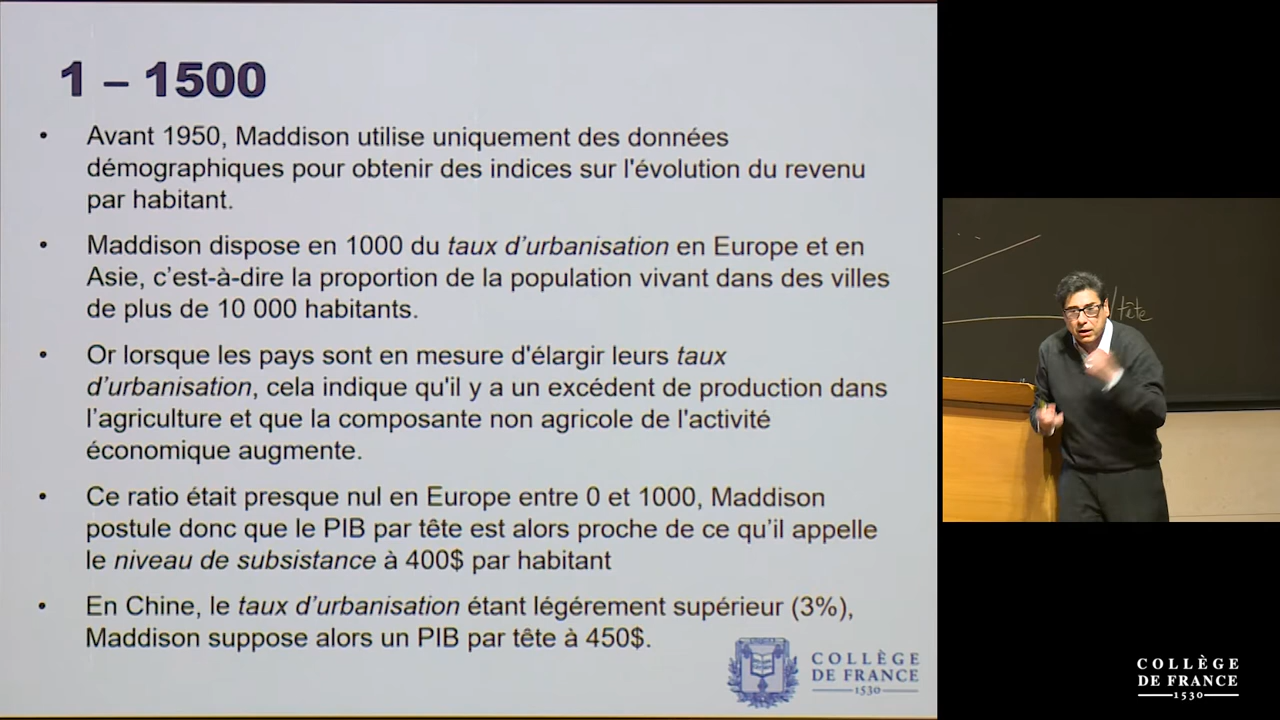 1 – 1500
• Avant 1950, Maddison utilise uniquement des données
démographiques pour obtenir des indices sur l'évolution du revenu
par habitant.
• Maddison dispose en 1000 du taux d'urbanisation en Europe et en
Asie, c'est-à-dire la proportion de la population vivant dans des villes
de plus de 10 000 habitants.
• Or lorsque les pays sont en mesure d'élargir leurs taux
d'urbanisation, cela indique qu'il y a un excédent de production dans
l'agriculture et que la composante non agricole de l'activité
économique augmente.
• Ce ratio était presque nul en Europe entre 0 et 1000, Maddison
postule donc que le PIB par tête est alors proche de ce qu'il appelle
le niveau de subsistance à 400$ par habitant
• En Chine, le taux d'urbanisation étant légérement supérieur (3%),
Maddison suppose alors un PIB par tête à 450$.
COLLÈGE
DE FRANCE
1530
/tête
COLLÈGE
DE FRANCE
1530